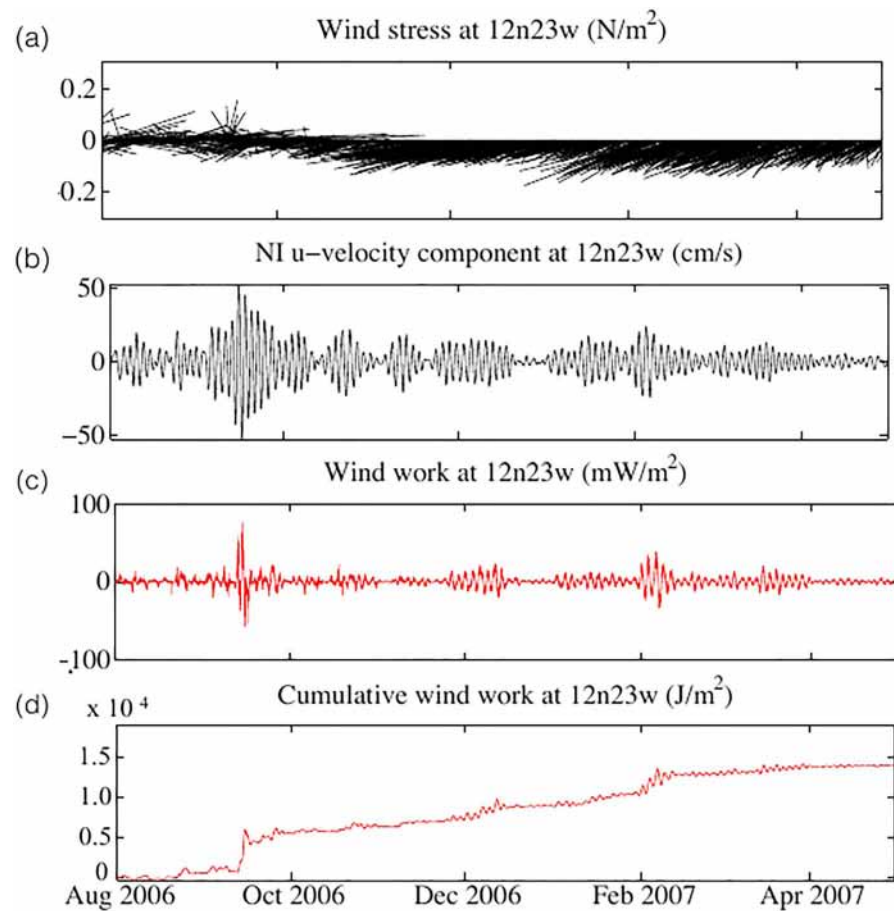 (a)
Wind stress at 12n23w (N/m²)
0.2
0
0.2
(b)
NI u−velocity component at 12n23w (cm/s)
50
0
−50
(c)
Wind work at 12n23w (mW/m²)
100
0
-100
(d)
Cumulative wind work at 12n23w (J/m²)
x 10⁴
1.5
1.0
0.5
0
Aug 2006 Oct 2006 Dec 2006 Feb 2007 Apr 2007